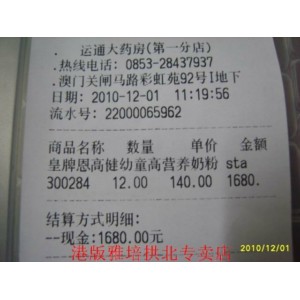 .  运通大药房(第一分店)
.热线电话: 0853-28437937
.澳门关闸马路彩虹苑92号I地下
日期: 2010-12-01  11:19:56
流水号: 22000065962
商品名称  数量  单价  金额
皇牌恩高健幼童高营养奶粉 sta
300284  12.00  140.00  1680.
结算方式明细:
--现金:1680.00元
港版雅培拱北专卖店
2010/12/01